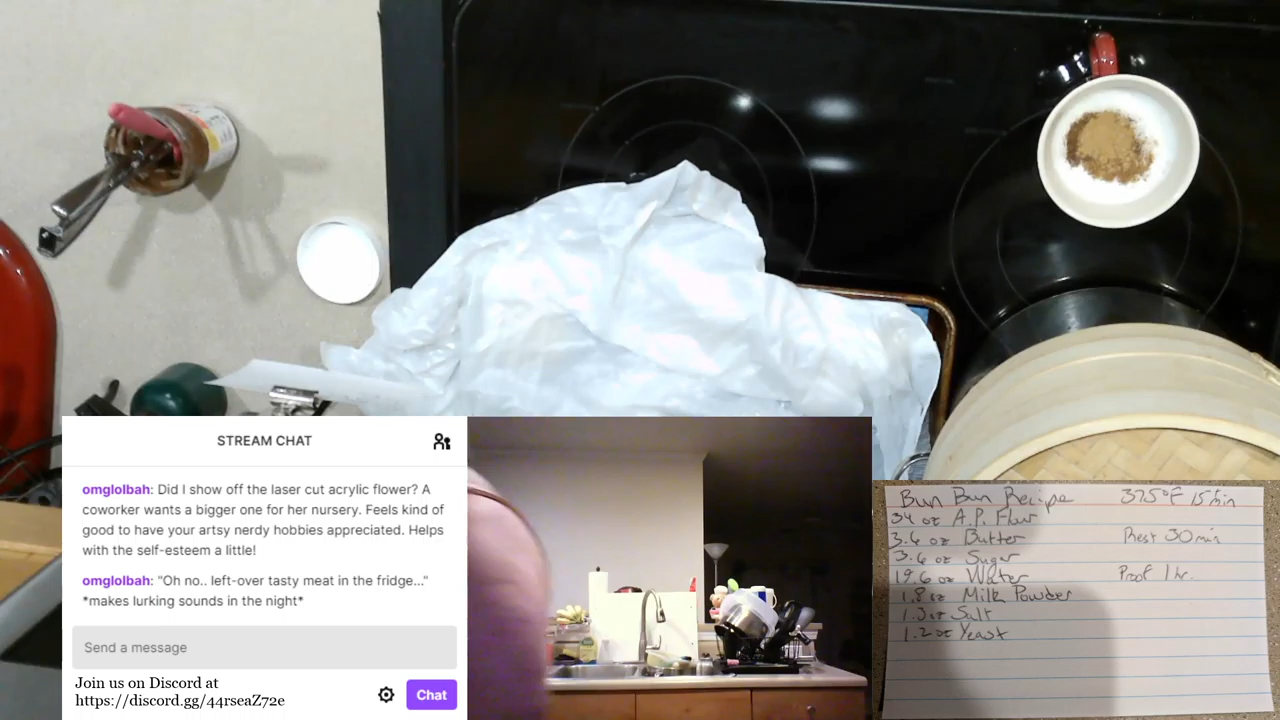 STREAM CHAT
omglolbah: Did I show off the laser cut acrylic flower? A
coworker wants a bigger one for her nursery. Feels kind of
good to have your artsy nerdy hobbies appreciated. Helps
with the self-esteem a little!
omglolbah: "Oh no.. left-over tasty meat in the fridge..."
*makes lurking sounds in the night*
Send a message
Join us on Discord at
https://discord.gg/44rseaZ72e
Chat
Bun Bun Recipe 375°F 15 min
34 oz A.P. Flour
3.6 oz Butter Rest 30 min
3.6 oz Sugar
19.6 oz Water Proof 1 hr.
1.8 oz Milk Powder
1.3 oz Salt
1.2 oz Yeast